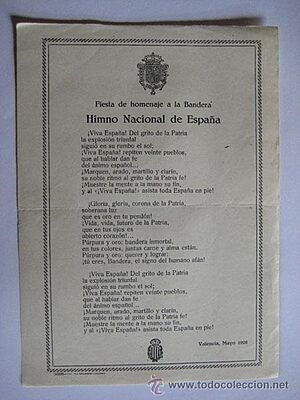 Fiesta de homenaje a la Bandera
Himno Nacional de España
¡Viva España! Del grito de la Patria
la explosión triunfal
siguió en su rumbo el sol;
¡Viva España! repiten veinte pueblos,
que al hablar dan fe
del ánimo español...
¡Marquen, arado, martillo y clarín,
su noble ritmo al grito de la Patria fe!
¡Muestre la mente a la mano su fin,
y al «¡Viva España!» asista toda España en pie!
¡Gloria, gloria, corona de la Patria,
soberana luz
que es oro en tu pendón!
¡Vida, vida, futuro de la Patria,
que en tus ojos es
abierto corazón!...
Púrpura y oro: bandera inmortal,
en tus colores, juntas carne y alma están.
Púrpura y oro: querer y lograr:
¡tú eres, Bandera, el signo del humano afán!
¡Viva España! Del grito de la Patria
la explosión triunfal
siguió en su rumbo el sol;
¡Viva España! repiten veinte pueblos,
que al hablar dan fe
del ánimo español...
¡Marquen, arado, martillo y clarín,
su noble ritmo al grito de la Patria fe!
¡Muestre la mente a la mano su fin,
y al «¡Viva España!» asista toda España en pie!
Valencia, Mayo
todocoleccion
www.todocoleccion.net